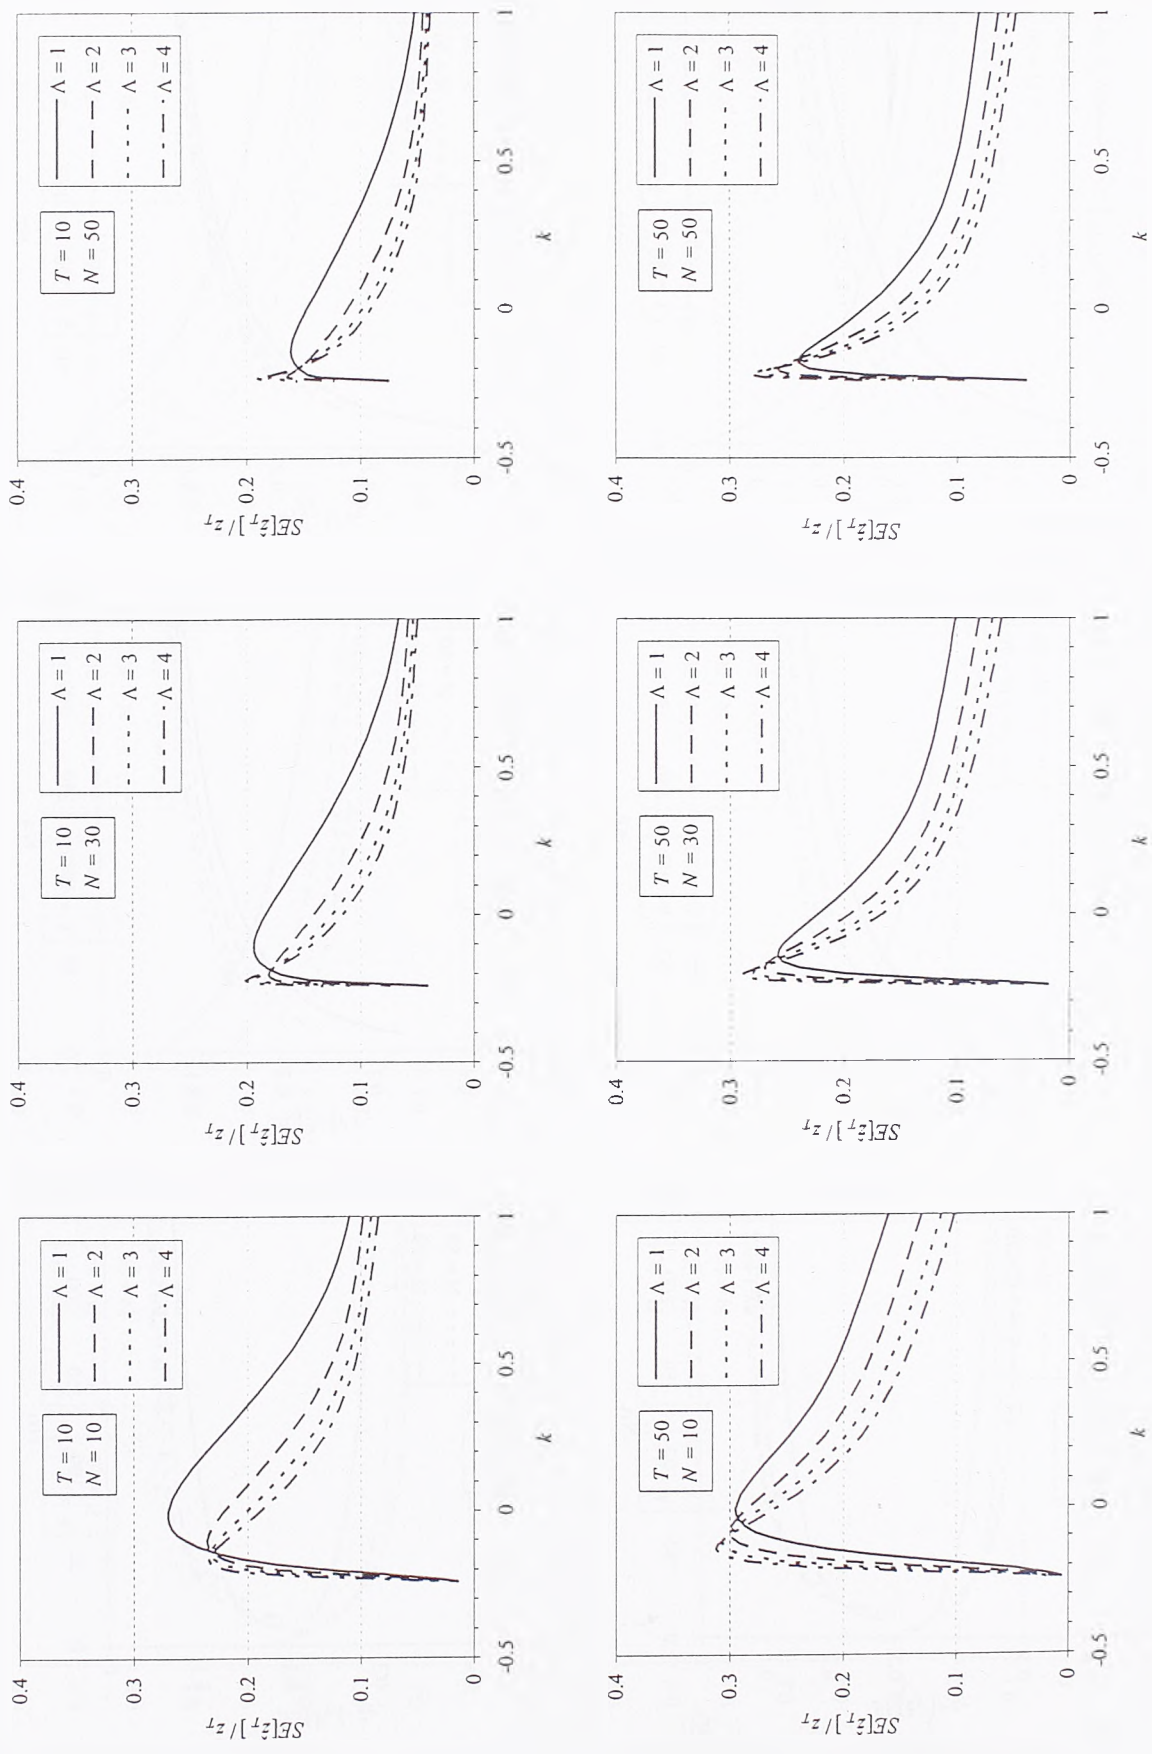 SE[ẑ_T]/z_T
0.4
0.3
0.2
0.1
0
T = 10
N = 10
Λ = 1
Λ = 2
Λ = 3
Λ = 4
-0.5 0 0.5 1
k
SE[ẑ_T]/z_T
0.4
0.3
0.2
0.1
0
T = 10
N = 30
Λ = 1
Λ = 2
Λ = 3
Λ = 4
-0.5 0 0.5 1
k
SE[ẑ_T]/z_T
0.4
0.3
0.2
0.1
0
T = 10
N = 50
Λ = 1
Λ = 2
Λ = 3
Λ = 4
-0.5 0 0.5 1
k
SE[ẑ_T]/z_T
0.4
0.3
0.2
0.1
0
T = 50
N = 10
Λ = 1
Λ = 2
Λ = 3
Λ = 4
-0.5 0 0.5 1
k
SE[ẑ_T]/z_T
0.4
0.3
0.2
0.1
0
T = 50
N = 30
Λ = 1
Λ = 2
Λ = 3
Λ = 4
-0.5 0 0.5 1
k
SE[ẑ_T]/z_T
0.4
0.3
0.2
0.1
0
T = 50
N = 50
Λ = 1
Λ = 2
Λ = 3
Λ = 4
-0.5 0 0.5 1
k